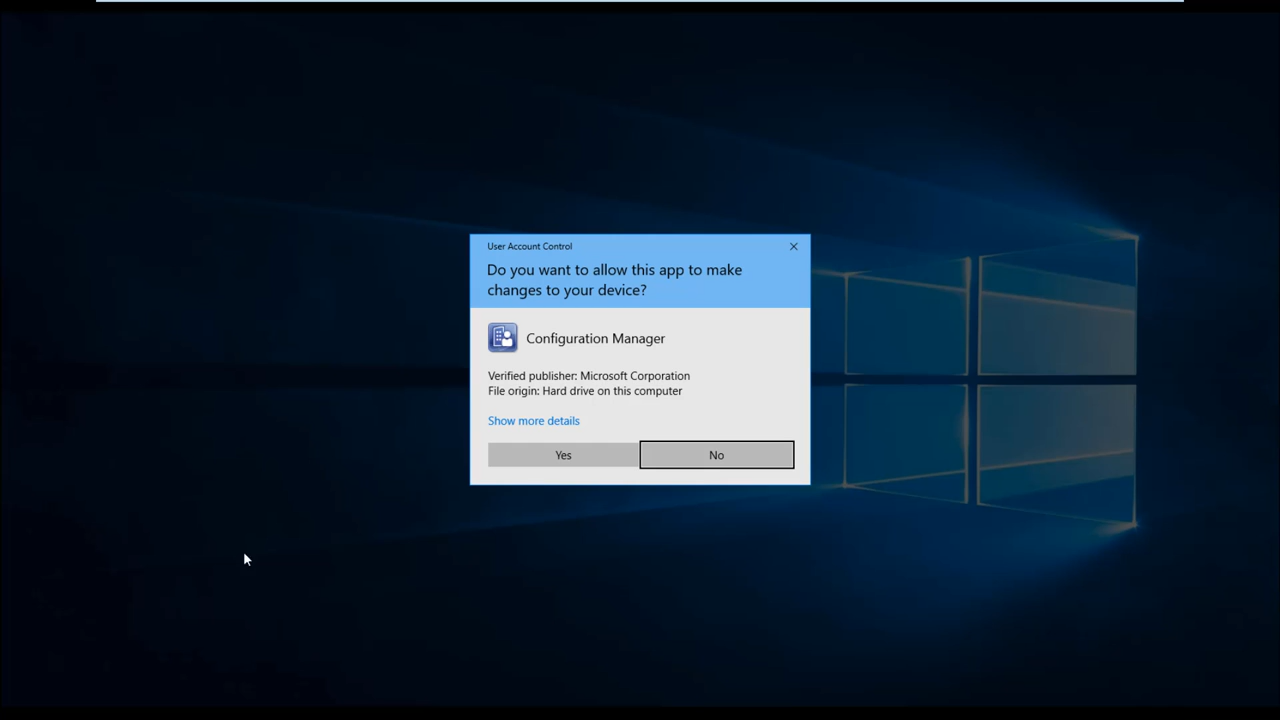 User Account Control
Do you want to allow this app to make
changes to your device?
Configuration Manager
Verified publisher: Microsoft Corporation
File origin: Hard drive on this computer
Show more details
Yes
No